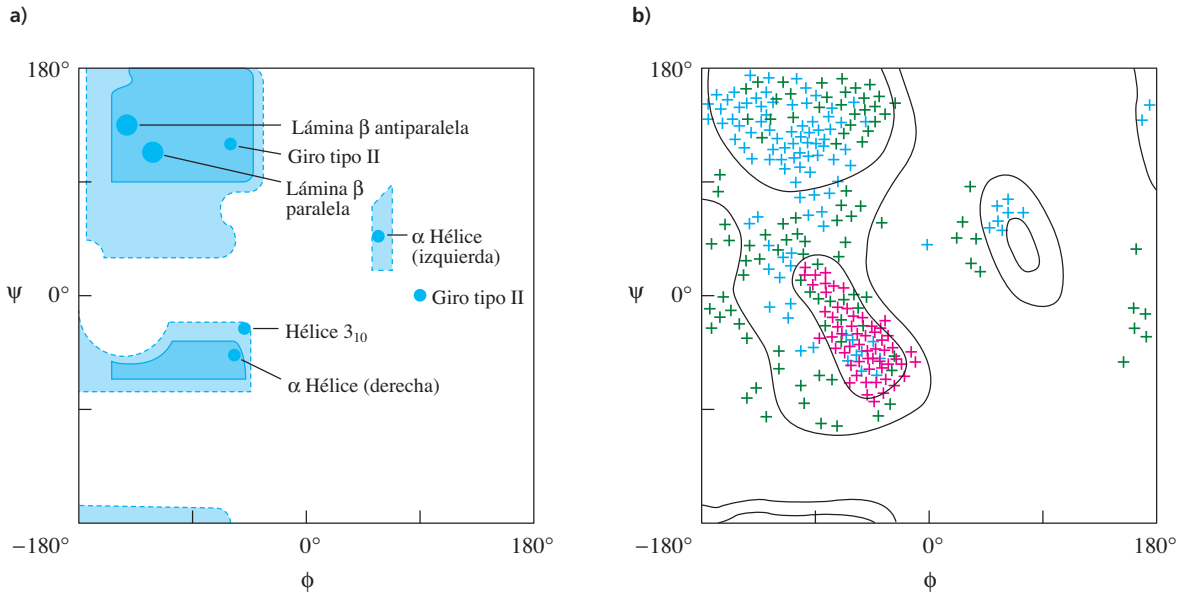 a)
180°
Lámina β antiparalela
Giro tipo II
Lámina β
paralela
α Hélice
(izquierda)
ψ
0°
Giro tipo II
Hélice 3₁₀
α Hélice (derecha)
−180°
0°
180°
ϕ
b)
180°
ψ
0°
−180°
0°
180°
ϕ